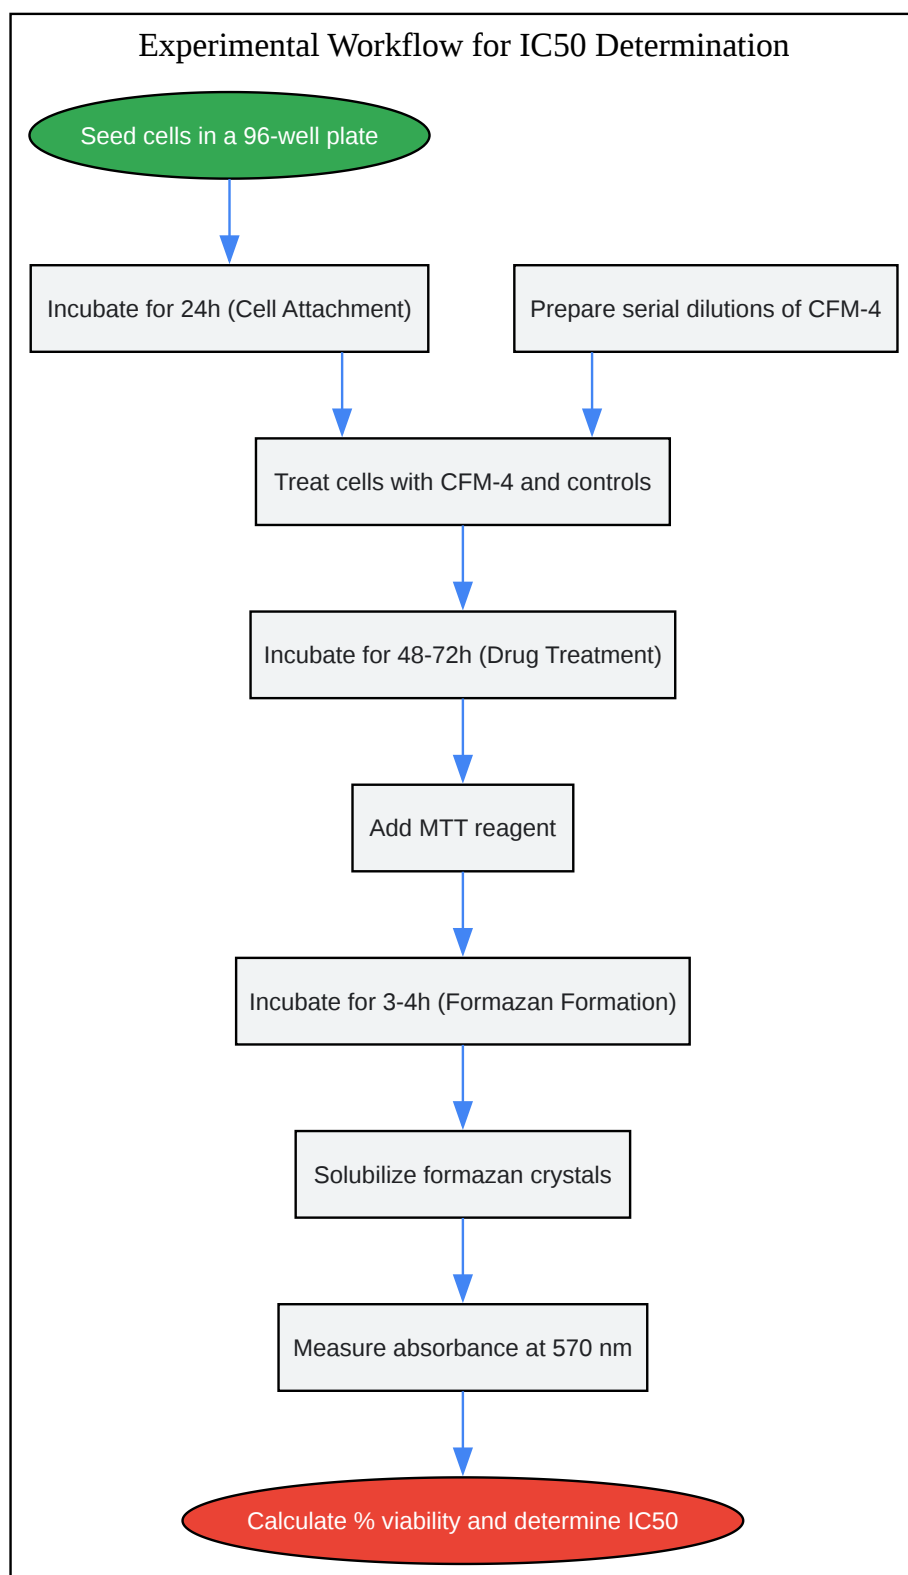 Experimental Workflow for IC50 Determination
Seed cells in a 96-well plate
Incubate for 24h (Cell Attachment)
Prepare serial dilutions of CFM-4
Treat cells with CFM-4 and controls
Incubate for 48-72h (Drug Treatment)
Add MTT reagent
Incubate for 3-4h (Formazan Formation)
Solubilize formazan crystals
Measure absorbance at 570 nm
Calculate % viability and determine IC50